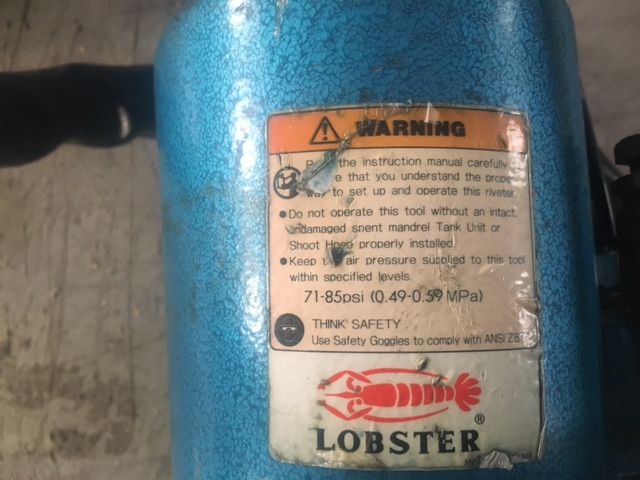 WARNING
the instruction manual carefully
that you understand the proper
way to set up and operate this riveter
● Do not operate this tool without an intact
undamaged spent mandrel Tank Unit or
Shoot Hose properly installed.
● Keep the air pressure supplied to this tool
within specified levels.
71-85psi (0.49-0.59 MPa)
THINK SAFETY
Use Safety Goggles to comply with ANSI Z87
LOBSTER ®